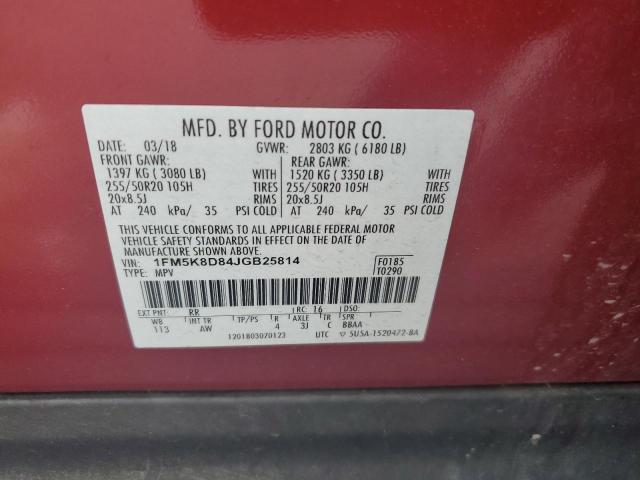 MFD. BY FORD MOTOR CO.
DATE: 03/18 GVWR: 2803 KG ( 6180 LB)
FRONT GAWR: REAR GAWR:
1397 KG ( 3080 LB) WITH 1520 KG ( 3350 LB) WITH
255/50R20 105H TIRES 255/50R20 105H TIRES
20x8.5J RIMS 20x8.5J RIMS
AT 240 kPa/ 35 PSI COLD AT 240 kPa/ 35 PSI COLD
THIS VEHICLE CONFORMS TO ALL APPLICABLE FEDERAL MOTOR
VEHICLE SAFETY STANDARDS IN EFFECT ON THE DATE OF
MANUFACTURE SHOWN ABOVE.
VIN: 1FM5K8D84JGB25814 F0185
TYPE: MPV T0290
EXT PNT: RR RC: 16 DSO:
WB INT TR TP/PS R AXLE TR SPR
113 AW 4 3J C BBAA
1201803070123 UTC ▽ 5U5A-1520472-BA